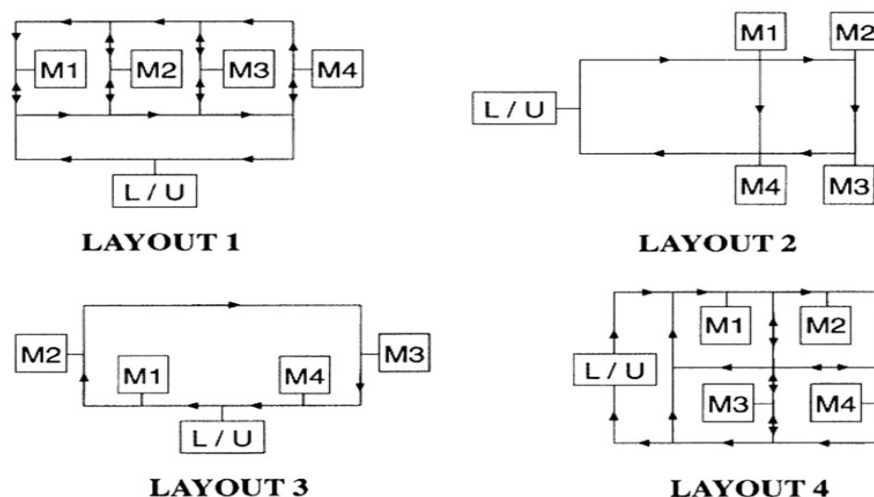 M1 M2 M3 M4
L / U
LAYOUT 1
M1 M2
L / U
M4 M3
LAYOUT 2
M2 M1 M4 M3
L / U
LAYOUT 3
M1 M2
L / U
M3 M4
LAYOUT 4